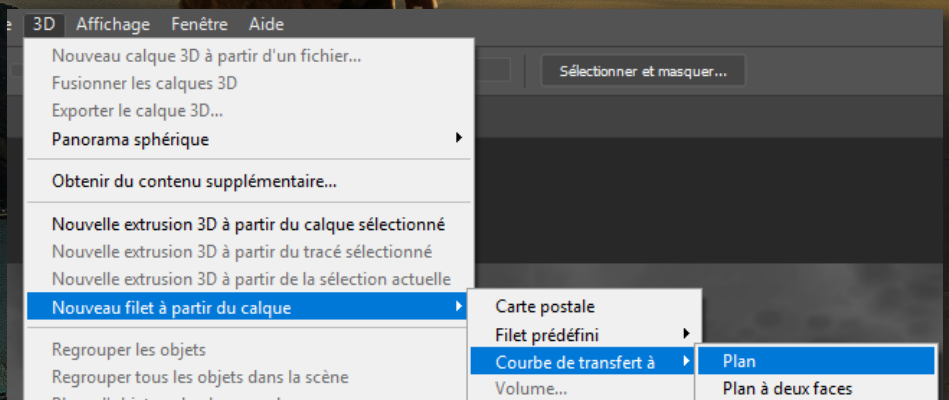 3D Affichage Fenêtre Aide
Nouveau calque 3D à partir d'un fichier...
Fusionner les calques 3D
Exporter le calque 3D...
Panorama sphérique
Sélectionner et masquer...
Obtenir du contenu supplémentaire...
Nouvelle extrusion 3D à partir du calque sélectionné
Nouvelle extrusion 3D à partir du tracé sélectionné
Nouvelle extrusion 3D à partir de la sélection actuelle
Nouveau filet à partir du calque
Carte postale
Filet prédéfini
Courbe de transfert à
Volume...
Plan
Plan à deux faces
Regrouper les objets
Regrouper tous les objets dans la scène